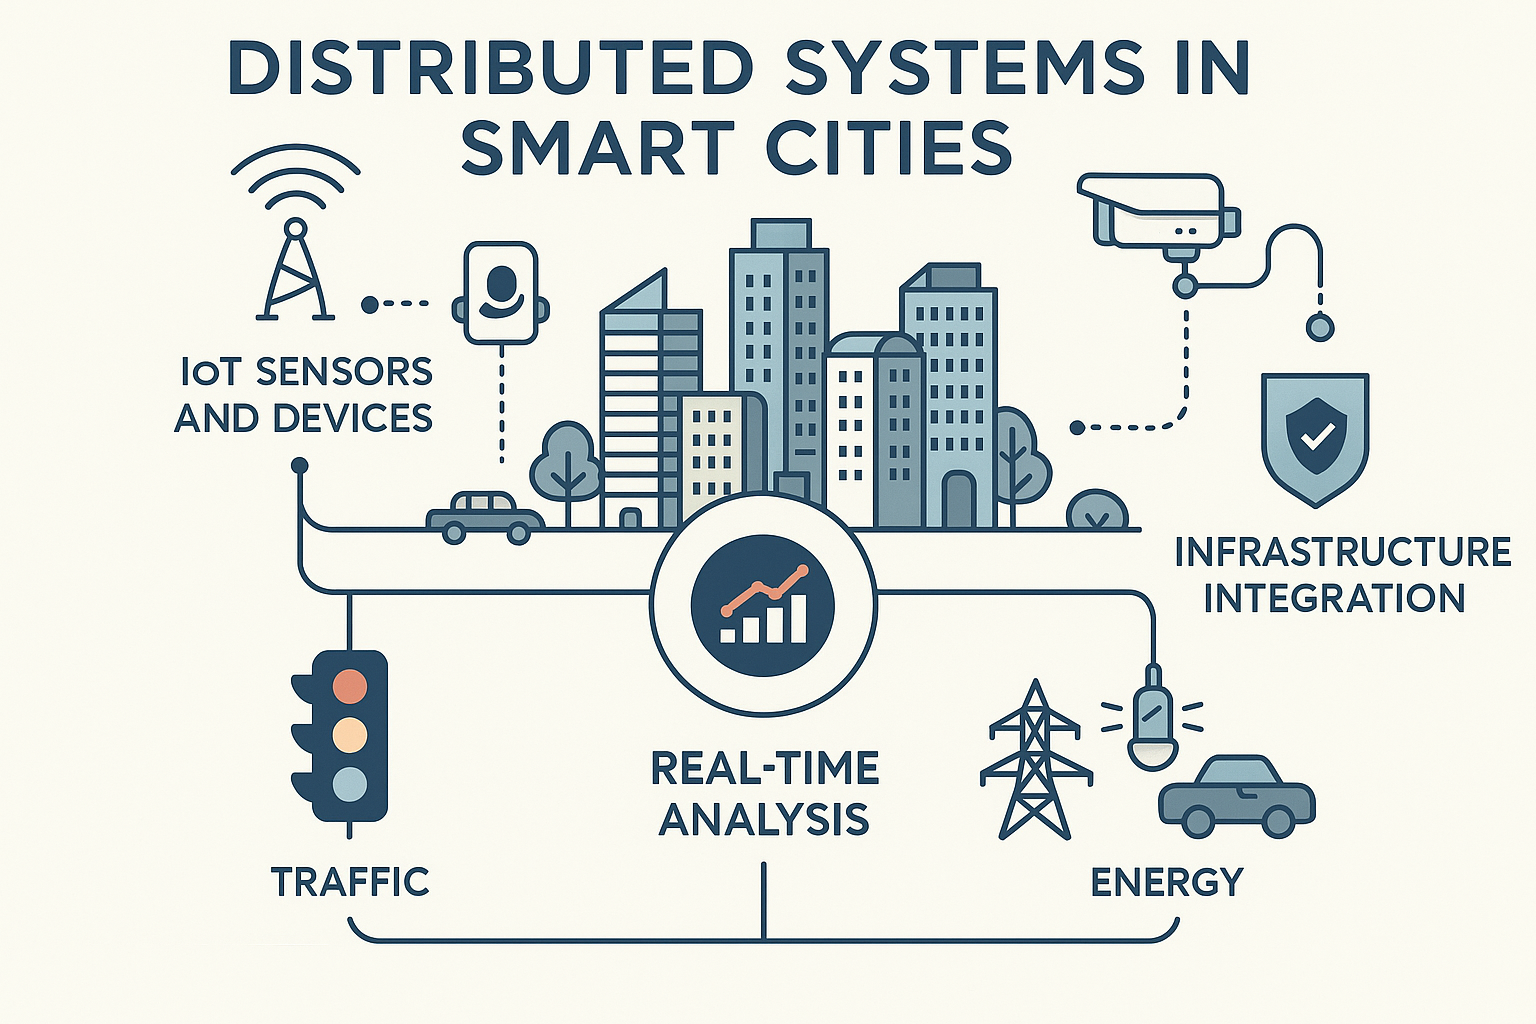 DISTRIBUTED SYSTEMS IN
SMART CITIES
IoT SENSORS
AND DEVICES
INFRASTRUCTURE
INTEGRATION
REAL-TIME
ANALYSIS
TRAFFIC
ENERGY